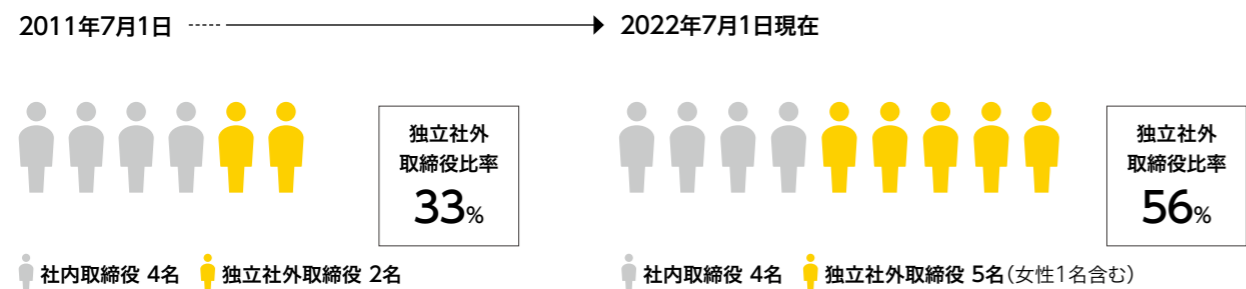 2011年7月1日
2022年7月1日現在
独立社外
取締役比率
33%
独立社外
取締役比率
56%
社内取締役 4名 独立社外取締役 2名
社内取締役 4名 独立社外取締役 5名(女性1名含む)